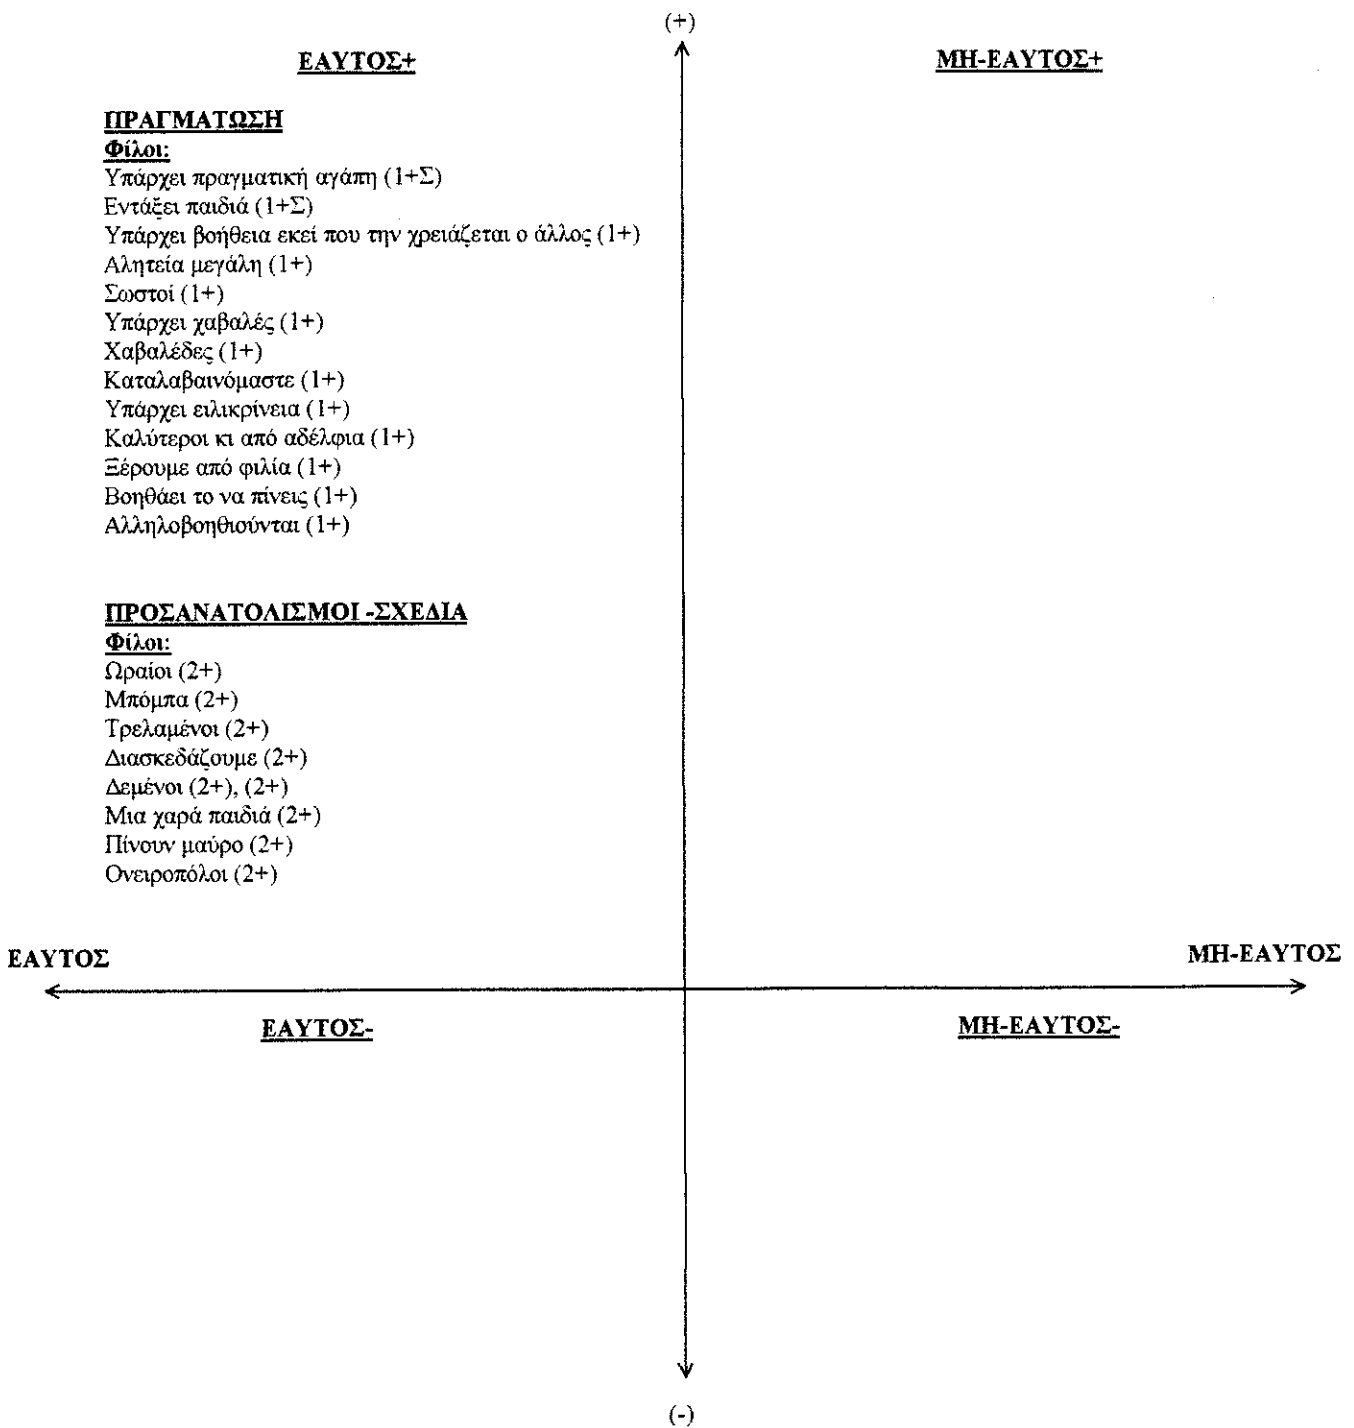 (+)
ΕΑΥΤΟΣ+
ΜΗ-ΕΑΥΤΟΣ+
ΠΡΑΓΜΑΤΩΣΗ
Φίλοι:
Υπάρχει πραγματική αγάπη (1+Σ)
Εντάξει παιδιά (1+Σ)
Υπάρχει βοήθεια εκεί που την χρειάζεται ο άλλος (1+)
Αλητεία μεγάλη (1+)
Σωστοί (1+)
Υπάρχει χαβαλές (1+)
Χαβαλέδες (1+)
Καταλαβαινόμαστε (1+)
Υπάρχει ειλικρίνεια (1+)
Καλύτεροι κι από αδέλφια (1+)
Ξέρουμε από φιλία (1+)
Βοηθάει το να πίνεις (1+)
Αλληλοβοηθιούνται (1+)
ΠΡΟΣΑΝΑΤΟΛΙΣΜΟΙ -ΣΧΕΔΙΑ
Φίλοι:
Ωραίοι (2+)
Μπόμπα (2+)
Τρελαμένοι (2+)
Διασκεδάζουμε (2+)
Δεμένοι (2+), (2+)
Μια χαρά παιδιά (2+)
Πίνουν μαύρο (2+)
Ονειροπόλοι (2+)
ΕΑΥΤΟΣ
ΜΗ-ΕΑΥΤΟΣ
ΕΑΥΤΟΣ-
ΜΗ-ΕΑΥΤΟΣ-
(-)